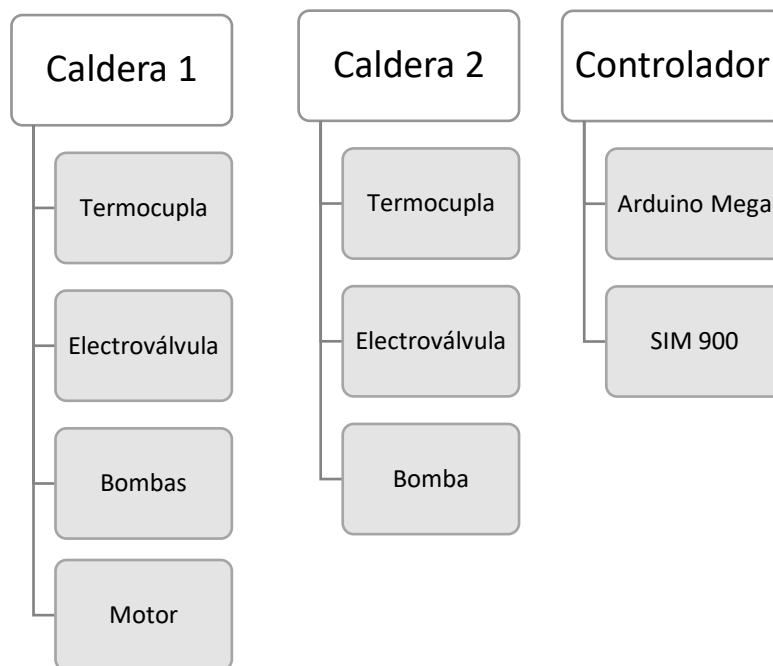 Caldera 1
Termocupla
Electroválvula
Bombas
Motor
Caldera 2
Termocupla
Electroválvula
Bomba
Controlador
Arduino Mega
SIM 900